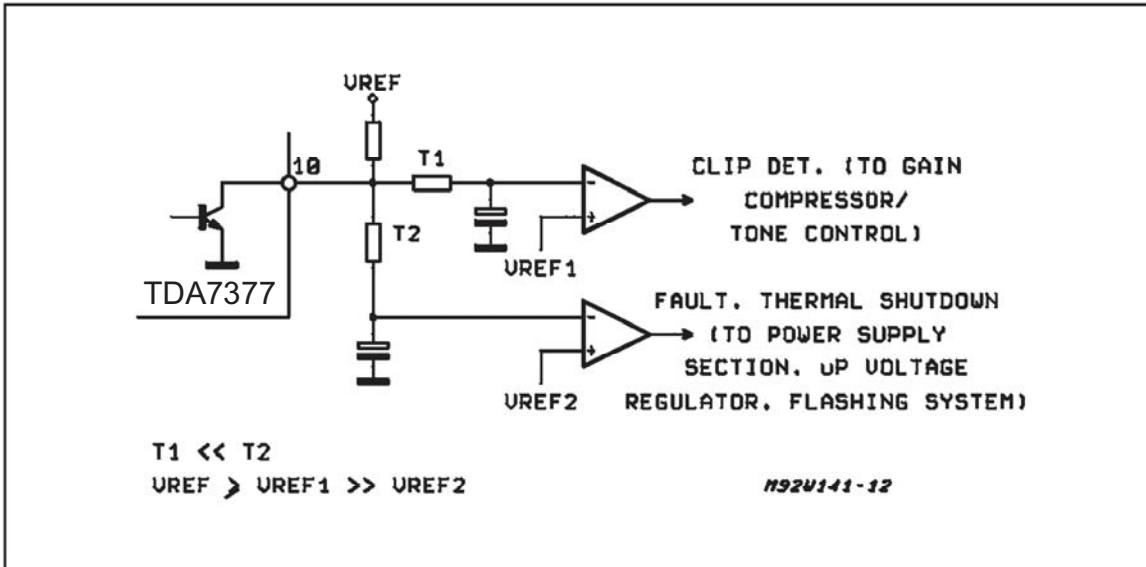 VREF
10
T1
CLIP DET. (TO GAIN
COMPRESSOR/
TONE CONTROL)
-
+
T2
VREF1
TDA7377
FAULT. THERMAL SHUTDOWN
(TO POWER SUPPLY
SECTION. uP VOLTAGE
REGULATOR. FLASHING SYSTEM)
-
+
VREF2
T1 << T2
VREF > VREF1 >> VREF2
M92W141-12